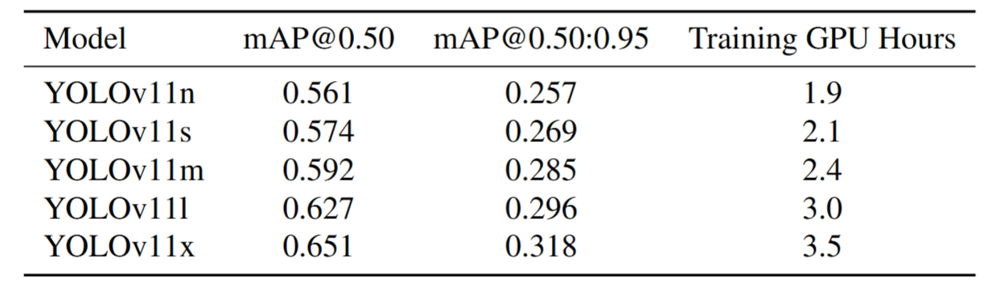 Model mAP@0.50 mAP@0.50:0.95 Training GPU Hours
YOLOv11n 0.561 0.257 1.9
YOLOv11s 0.574 0.269 2.1
YOLOv11m 0.592 0.285 2.4
YOLOv11l 0.627 0.296 3.0
YOLOv11x 0.651 0.318 3.5